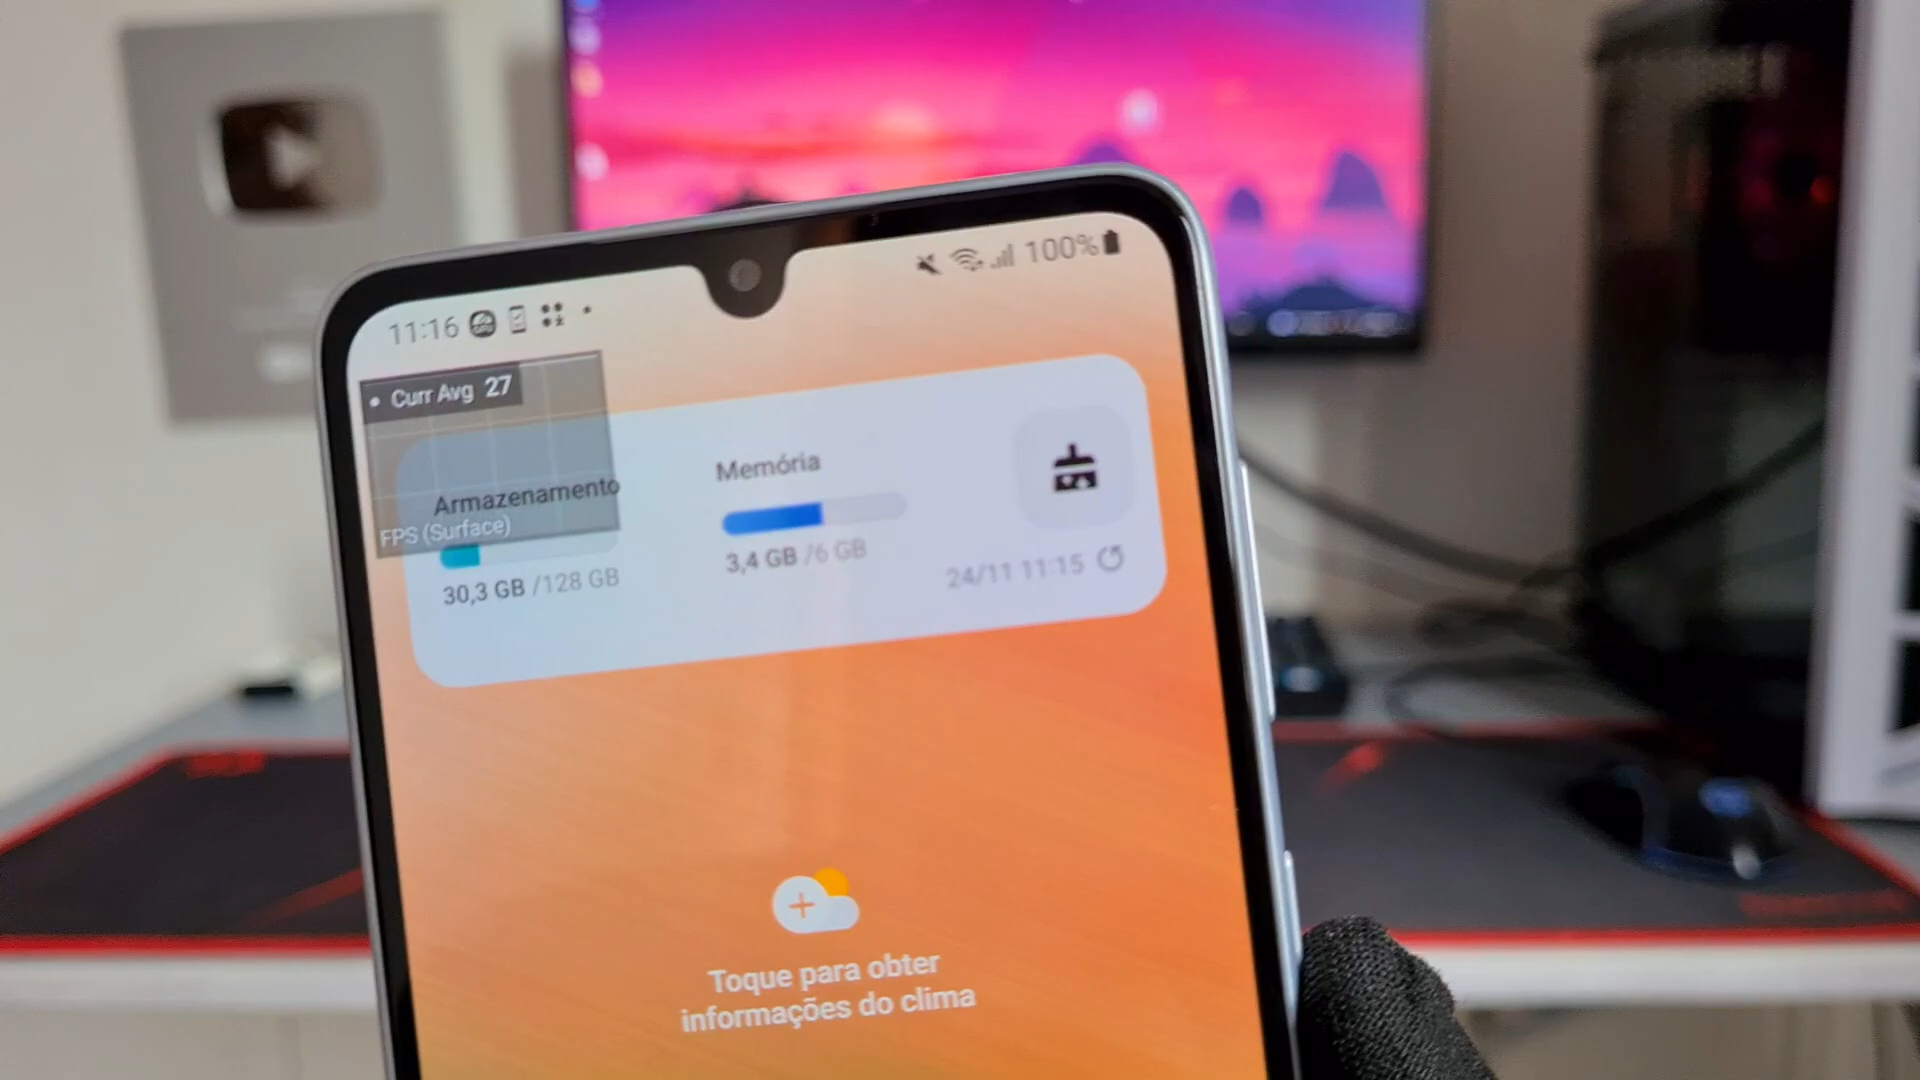 11:16
100%
Curr Avg 27
Armazenamento
FPS (Surface)
30,3 GB /128 GB
Memória
3,4 GB /6 GB
24/11 11:15
Toque para obter
informações do clima